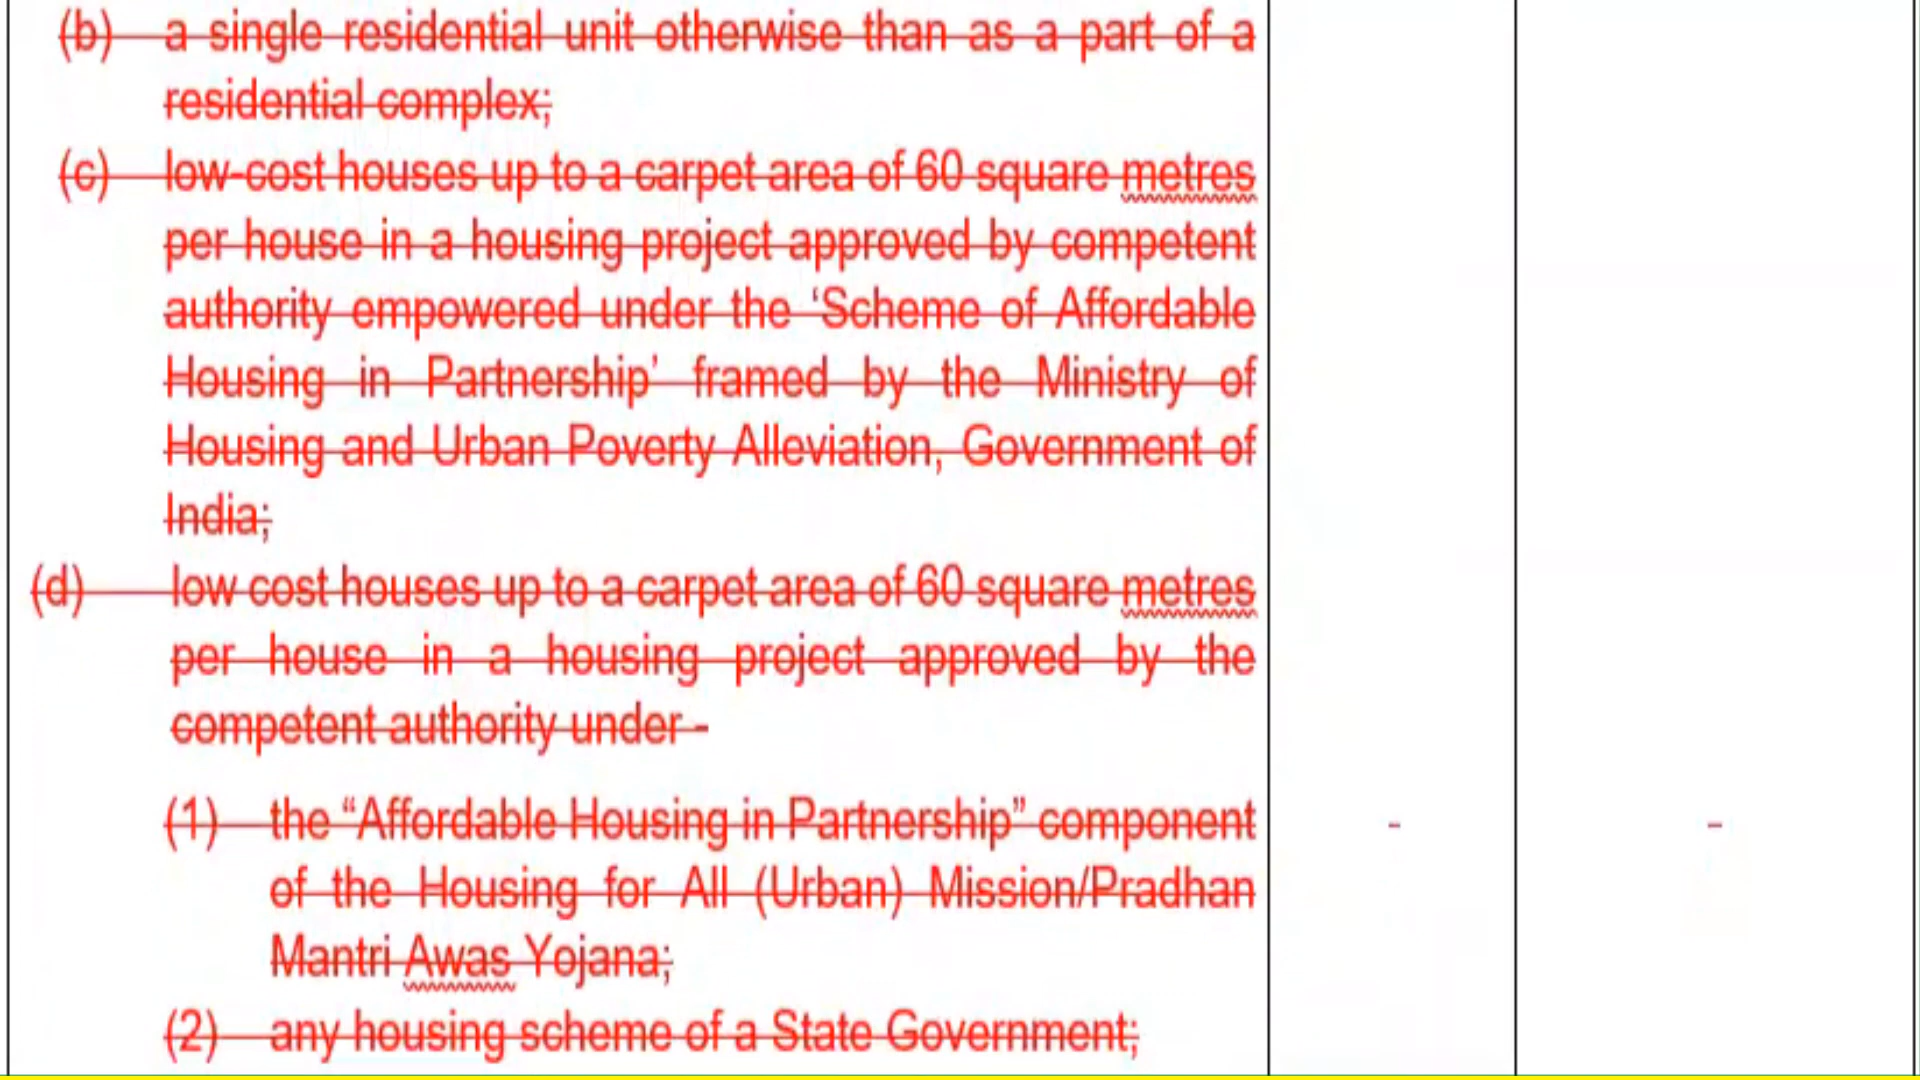 (b) a single residential unit otherwise than as a part of a
residential complex;
(c) low-cost houses up to a carpet area of 60 square metres
per house in a housing project approved by competent
authority empowered under the ‘Scheme of Affordable
Housing in Partnership’ framed by the Ministry of
Housing and Urban Poverty Alleviation, Government of
India;
(d) low cost houses up to a carpet area of 60 square metres
per house in a housing project approved by the
competent authority under -
(1) the “Affordable Housing in Partnership” component - -
of the Housing for All (Urban) Mission/Pradhan
Mantri Awas Yojana;
(2) any housing scheme of a State Government;